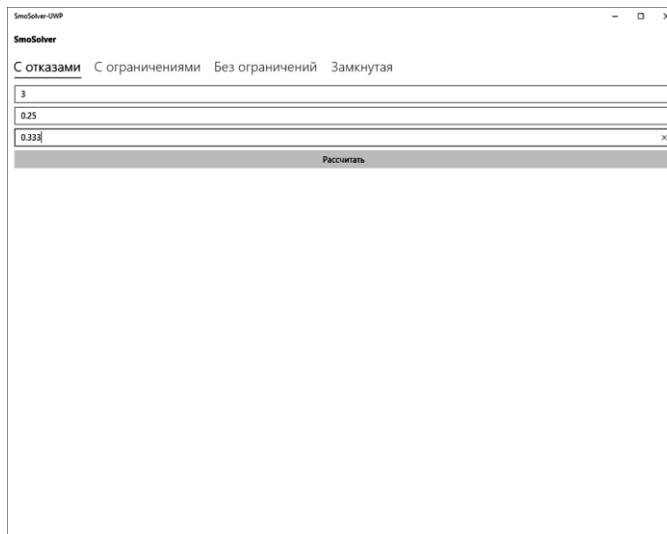 SmoSolver-UWP
SmoSolver
С отказами С ограничениями Без ограничений Замкнутая
3
0.25
0.333
Рассчитать